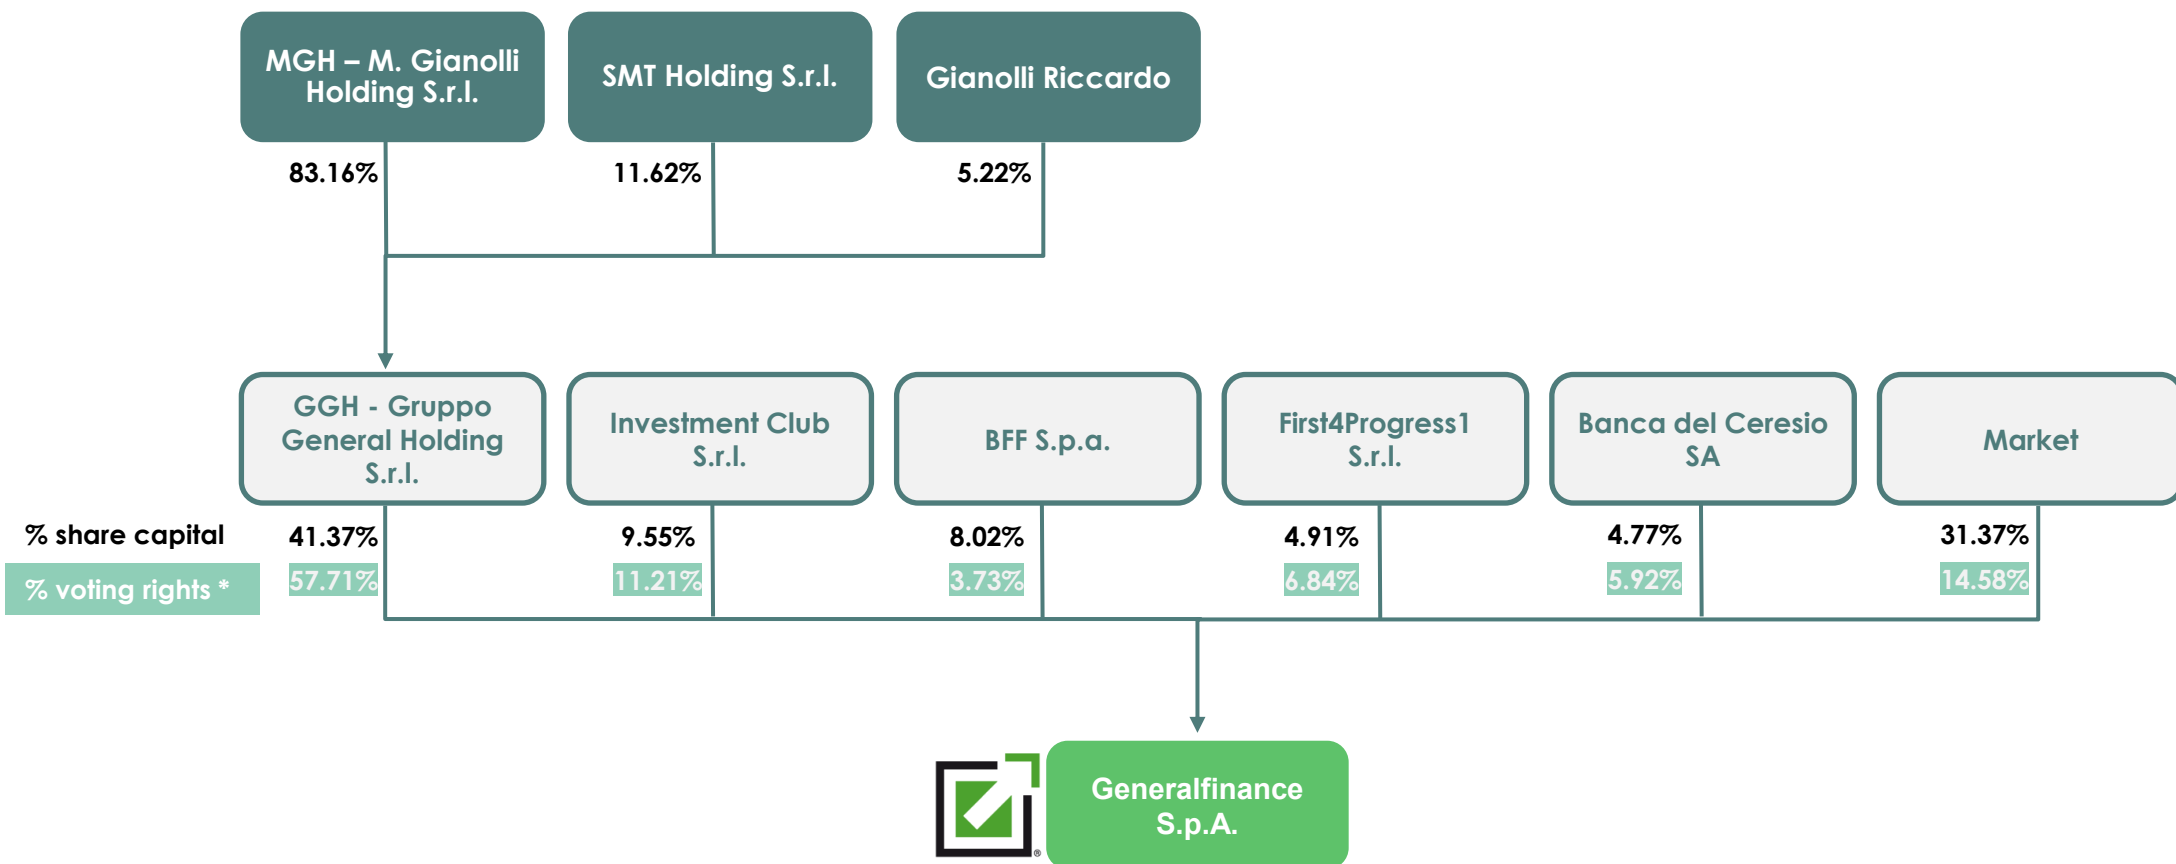 MGH – M. Gianolli
Holding S.r.l.
SMT Holding S.r.l.
Gianolli Riccardo
83.16%
11.62%
5.22%
GGH - Gruppo
General Holding
S.r.l.
Investment Club
S.r.l.
BFF S.p.a.
First4Progress1
S.r.l.
Banca del Ceresio
SA
Market
% share capital
41.37%
9.55%
8.02%
4.91%
4.77%
31.37%
% voting rights *
57.71%
11.21%
3.73%
6.84%
5.92%
14.58%
®
Generalfinance
S.p.A.